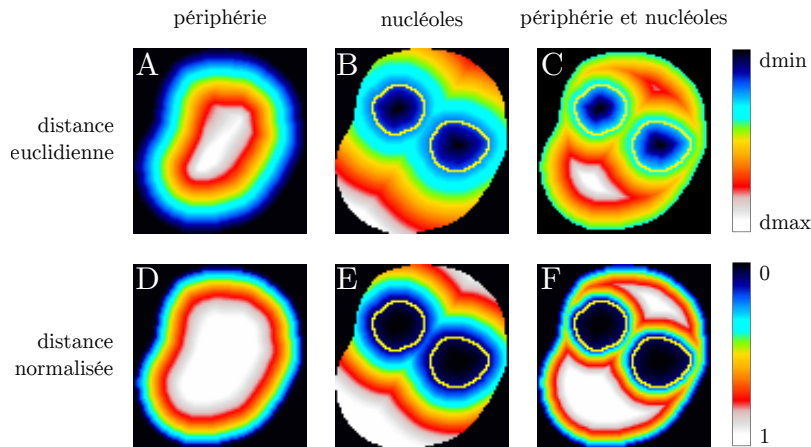 périphérie
nucléoles
périphérie et nucléoles
A
B
C
dmin
distance
euclidienne
dmax
D
E
F
0
distance
normalisée
1